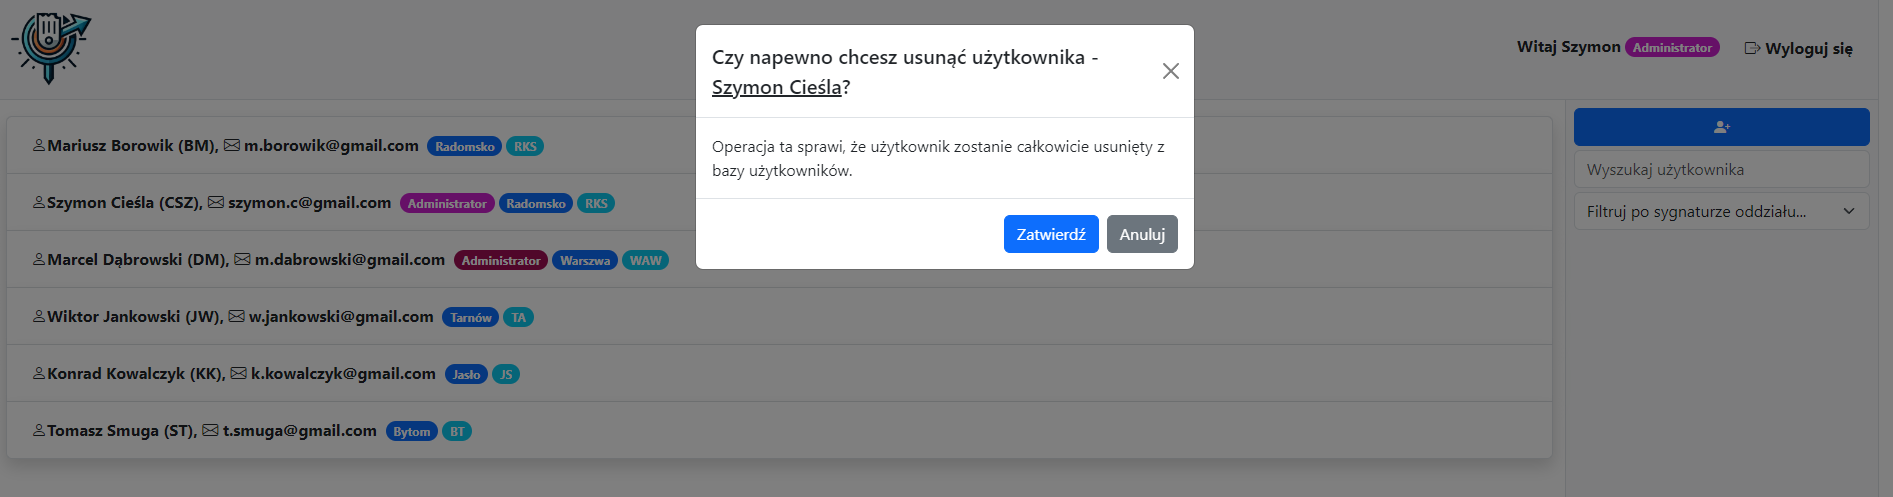 Witaj Szymon Administrator Wyloguj się
Czy napewno chcesz usunąć użytkownika -
Szymon Cieśla?
Operacja ta sprawi, że użytkownik zostanie całkowicie usunięty z
bazy użytkowników.
Zatwierdź Anuluj
Mariusz Borowik (BM), m.borowik@gmail.com Radomsko RKS
Szymon Cieśla (CSZ), szymon.c@gmail.com Administrator Radomsko RKS
Marcel Dąbrowski (DM), m.dabrowski@gmail.com Administrator Warszwa WAW
Wiktor Jankowski (JW), w.jankowski@gmail.com Tarnów TA
Konrad Kowalczyk (KK), k.kowalczyk@gmail.com Jasło JS
Tomasz Smuga (ST), t.smuga@gmail.com Bytom BT
Wyszukaj użytkownika
Filtruj po sygnaturze oddziału...